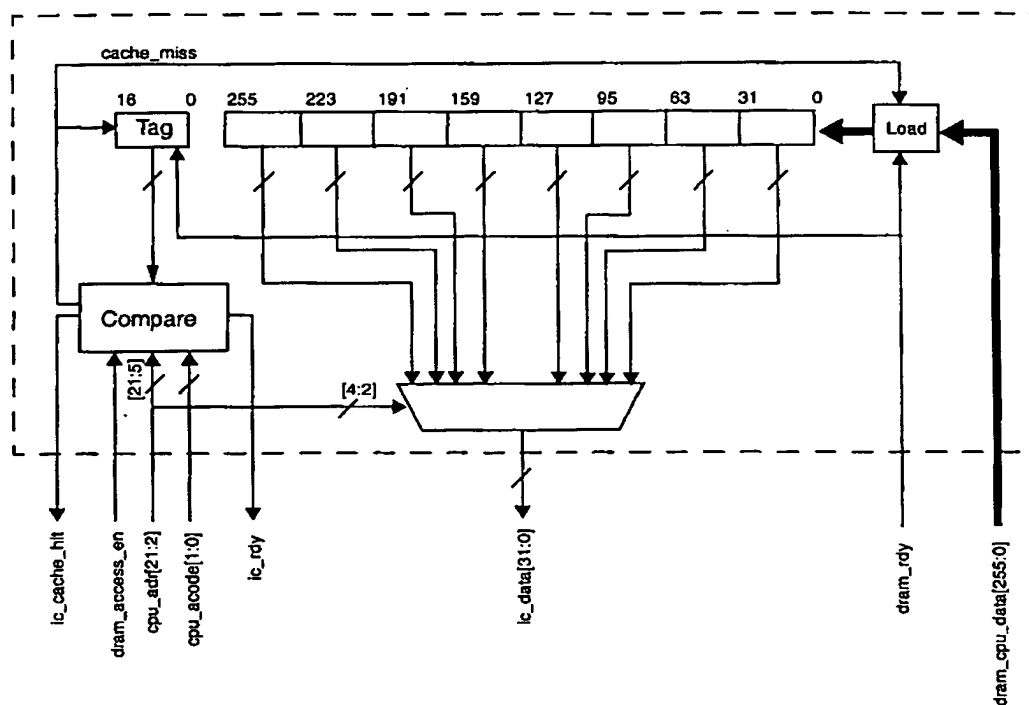 cache_miss
16 0 255 223 191 159 127 95 63 31 0
Tag
Load
Compare
[21:5]
[4:2]
ic_cache_hit
dram_access_en
cpu_adr[21:2]
cpu_acode[1:0]
ic_rdy
ic_data[31:0]
dram_rdy
dram_cpu_data[255:0]